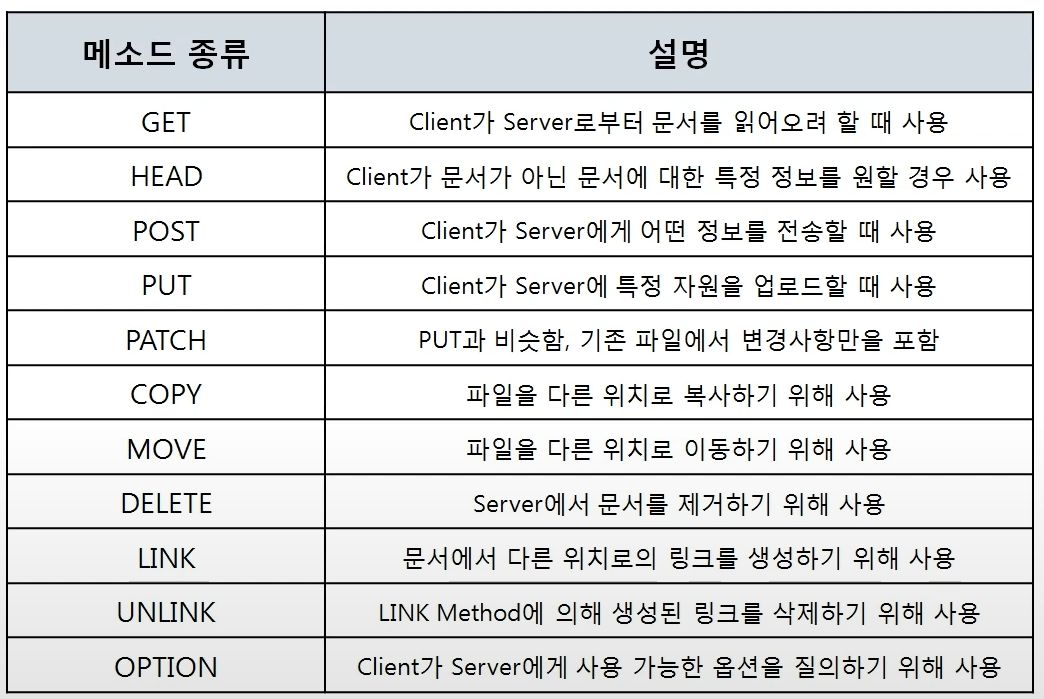 메소드 종류 설명
GET Client가 Server로부터 문서를 읽어오려 할 때 사용
HEAD Client가 문서가 아닌 문서에 대한 특정 정보를 원할 경우 사용
POST Client가 Server에게 어떤 정보를 전송할 때 사용
PUT Client가 Server에 특정 자원을 업로드할 때 사용
PATCH PUT과 비슷함, 기존 파일에서 변경사항만을 포함
COPY 파일을 다른 위치로 복사하기 위해 사용
MOVE 파일을 다른 위치로 이동하기 위해 사용
DELETE Server에서 문서를 제거하기 위해 사용
LINK 문서에서 다른 위치로의 링크를 생성하기 위해 사용
UNLINK LINK Method에 의해 생성된 링크를 삭제하기 위해 사용
OPTION Client가 Server에게 사용 가능한 옵션을 질의하기 위해 사용